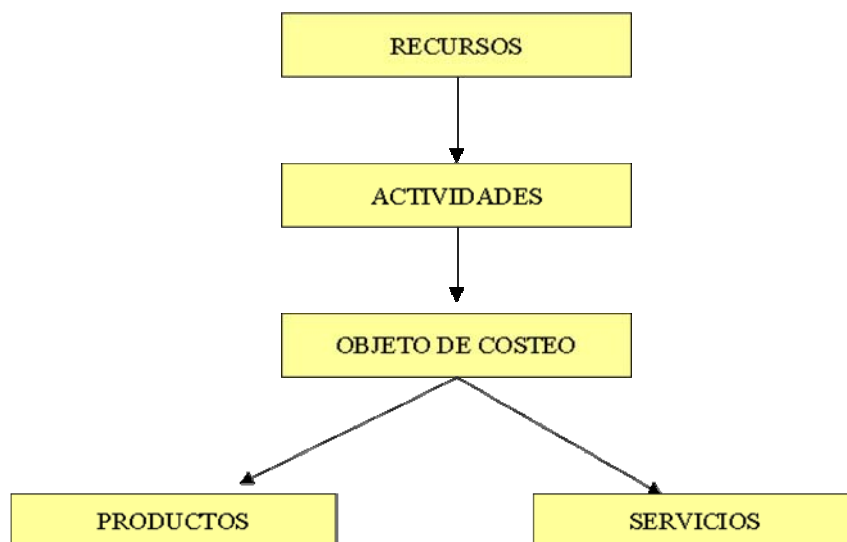 RECURSOS
ACTIVIDADES
OBJETO DE COSTEO
PRODUCTOS
SERVICIOS